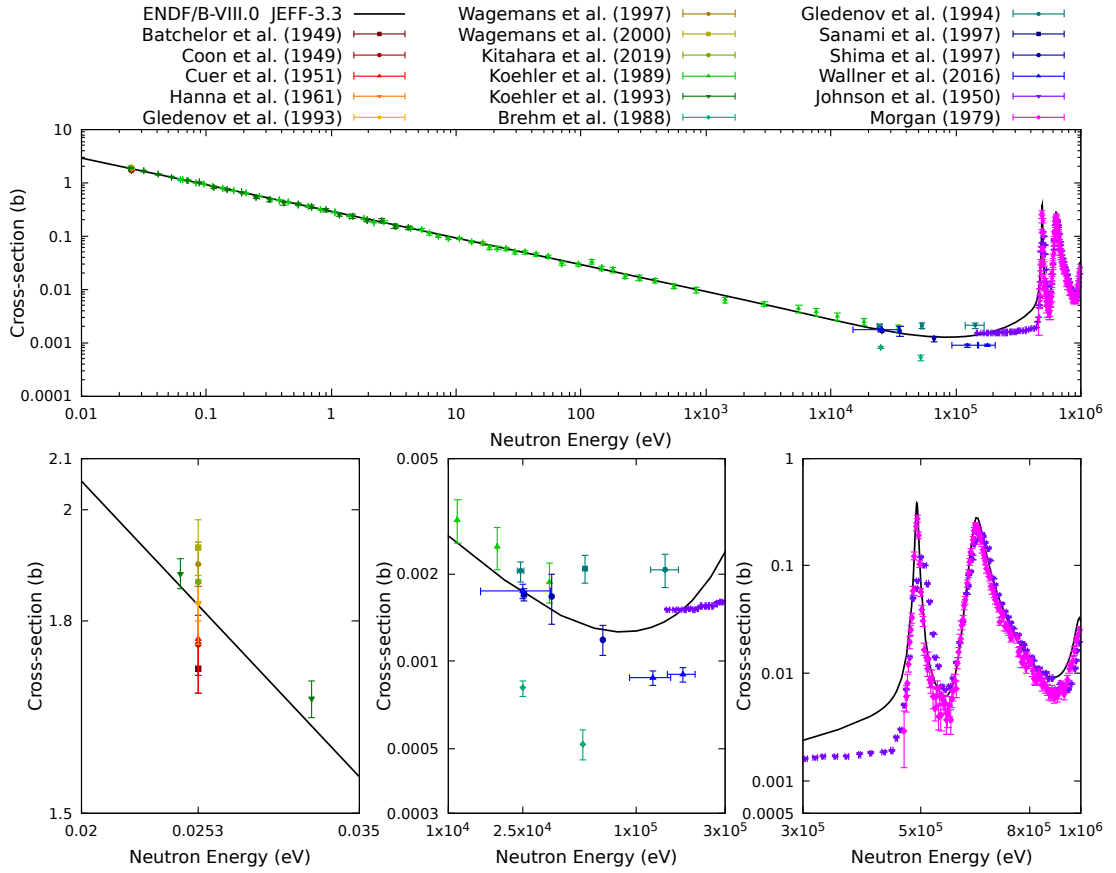 ENDF/B-VIII.0 JEFF-3.3
Batchelor et al. (1949)
Coon et al. (1949)
Cuer et al. (1951)
Hanna et al. (1961)
Gledenov et al. (1993)
Wagemans et al. (1997)
Wagemans et al. (2000)
Kitahara et al. (2019)
Koehler et al. (1989)
Koehler et al. (1993)
Brehm et al. (1988)
Gledenov et al. (1994)
Sanami et al. (1997)
Shima et al. (1997)
Wallner et al. (2016)
Johnson et al. (1950)
Morgan (1979)
Cross-section (b)
10
1
0.1
0.01
0.001
0.0001
0.01 0.1 1 10 100 1x10³ 1x10⁴ 1x10⁵ 1x10⁶
Neutron Energy (eV)
Cross-section (b)
2.1
2
1.8
1.5
0.02 0.0253 0.035
Neutron Energy (eV)
Cross-section (b)
0.005
0.002
0.001
0.0005
0.0003
1x10⁴ 2.5x10⁴ 1x10⁵ 3x10⁵
Neutron Energy (eV)
Cross-section (b)
1
0.1
0.01
0.001
0.0005
3x10⁵ 5x10⁵ 8x10⁵ 1x10⁶
Neutron Energy (eV)